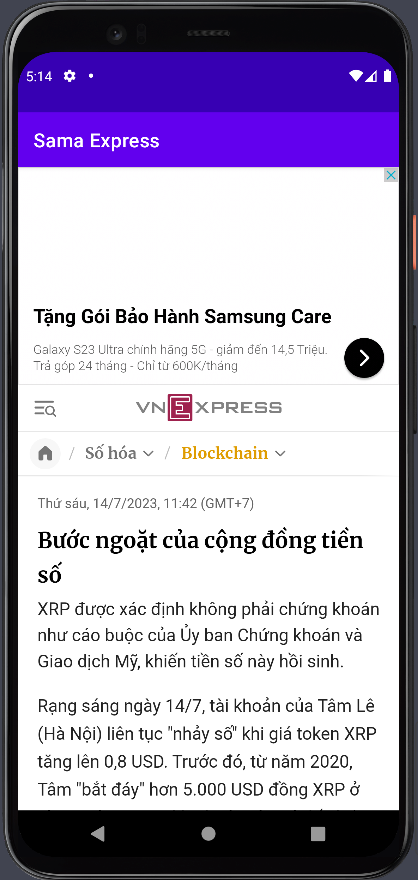 5:14
Sama Express
Tặng Gói Bảo Hành Samsung Care
Galaxy S23 Ultra chính hãng 5G - giảm đến 14,5 Triệu.
Trả góp 24 tháng - Chỉ từ 600K/tháng
VNEXPRESS
/ Số hóa / Blockchain
Thứ sáu, 14/7/2023, 11:42 (GMT+7)
Bước ngoặt của cộng đồng tiền
số
XRP được xác định không phải chứng khoán
như cáo buộc của Ủy ban Chứng khoán và
Giao dịch Mỹ, khiến tiền số này hồi sinh.
Rạng sáng ngày 14/7, tài khoản của Tâm Lê
(Hà Nội) liên tục "nhảy số" khi giá token XRP
tăng lên 0,8 USD. Trước đó, từ năm 2020,
Tâm "bắt đáy" hơn 5.000 USD đồng XRP ở